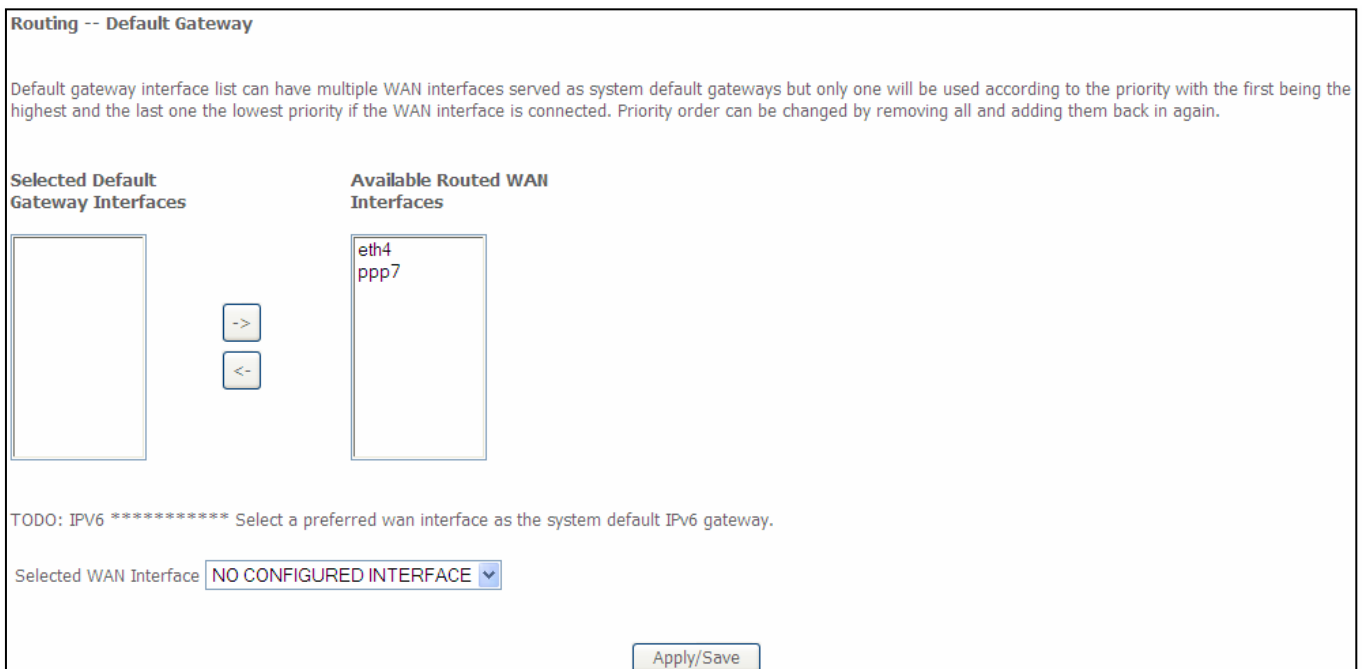 Routing -- Default Gateway
Default gateway interface list can have multiple WAN interfaces served as system default gateways but only one will be used according to the priority with the first being the
highest and the last one the lowest priority if the WAN interface is connected. Priority order can be changed by removing all and adding them back in again.
Selected Default
Gateway Interfaces
Available Routed WAN
Interfaces
eth4
ppp7
->
<-
TODO: IPV6 *********** Select a preferred wan interface as the system default IPv6 gateway.
Selected WAN Interface NO CONFIGURED INTERFACE
Apply/Save